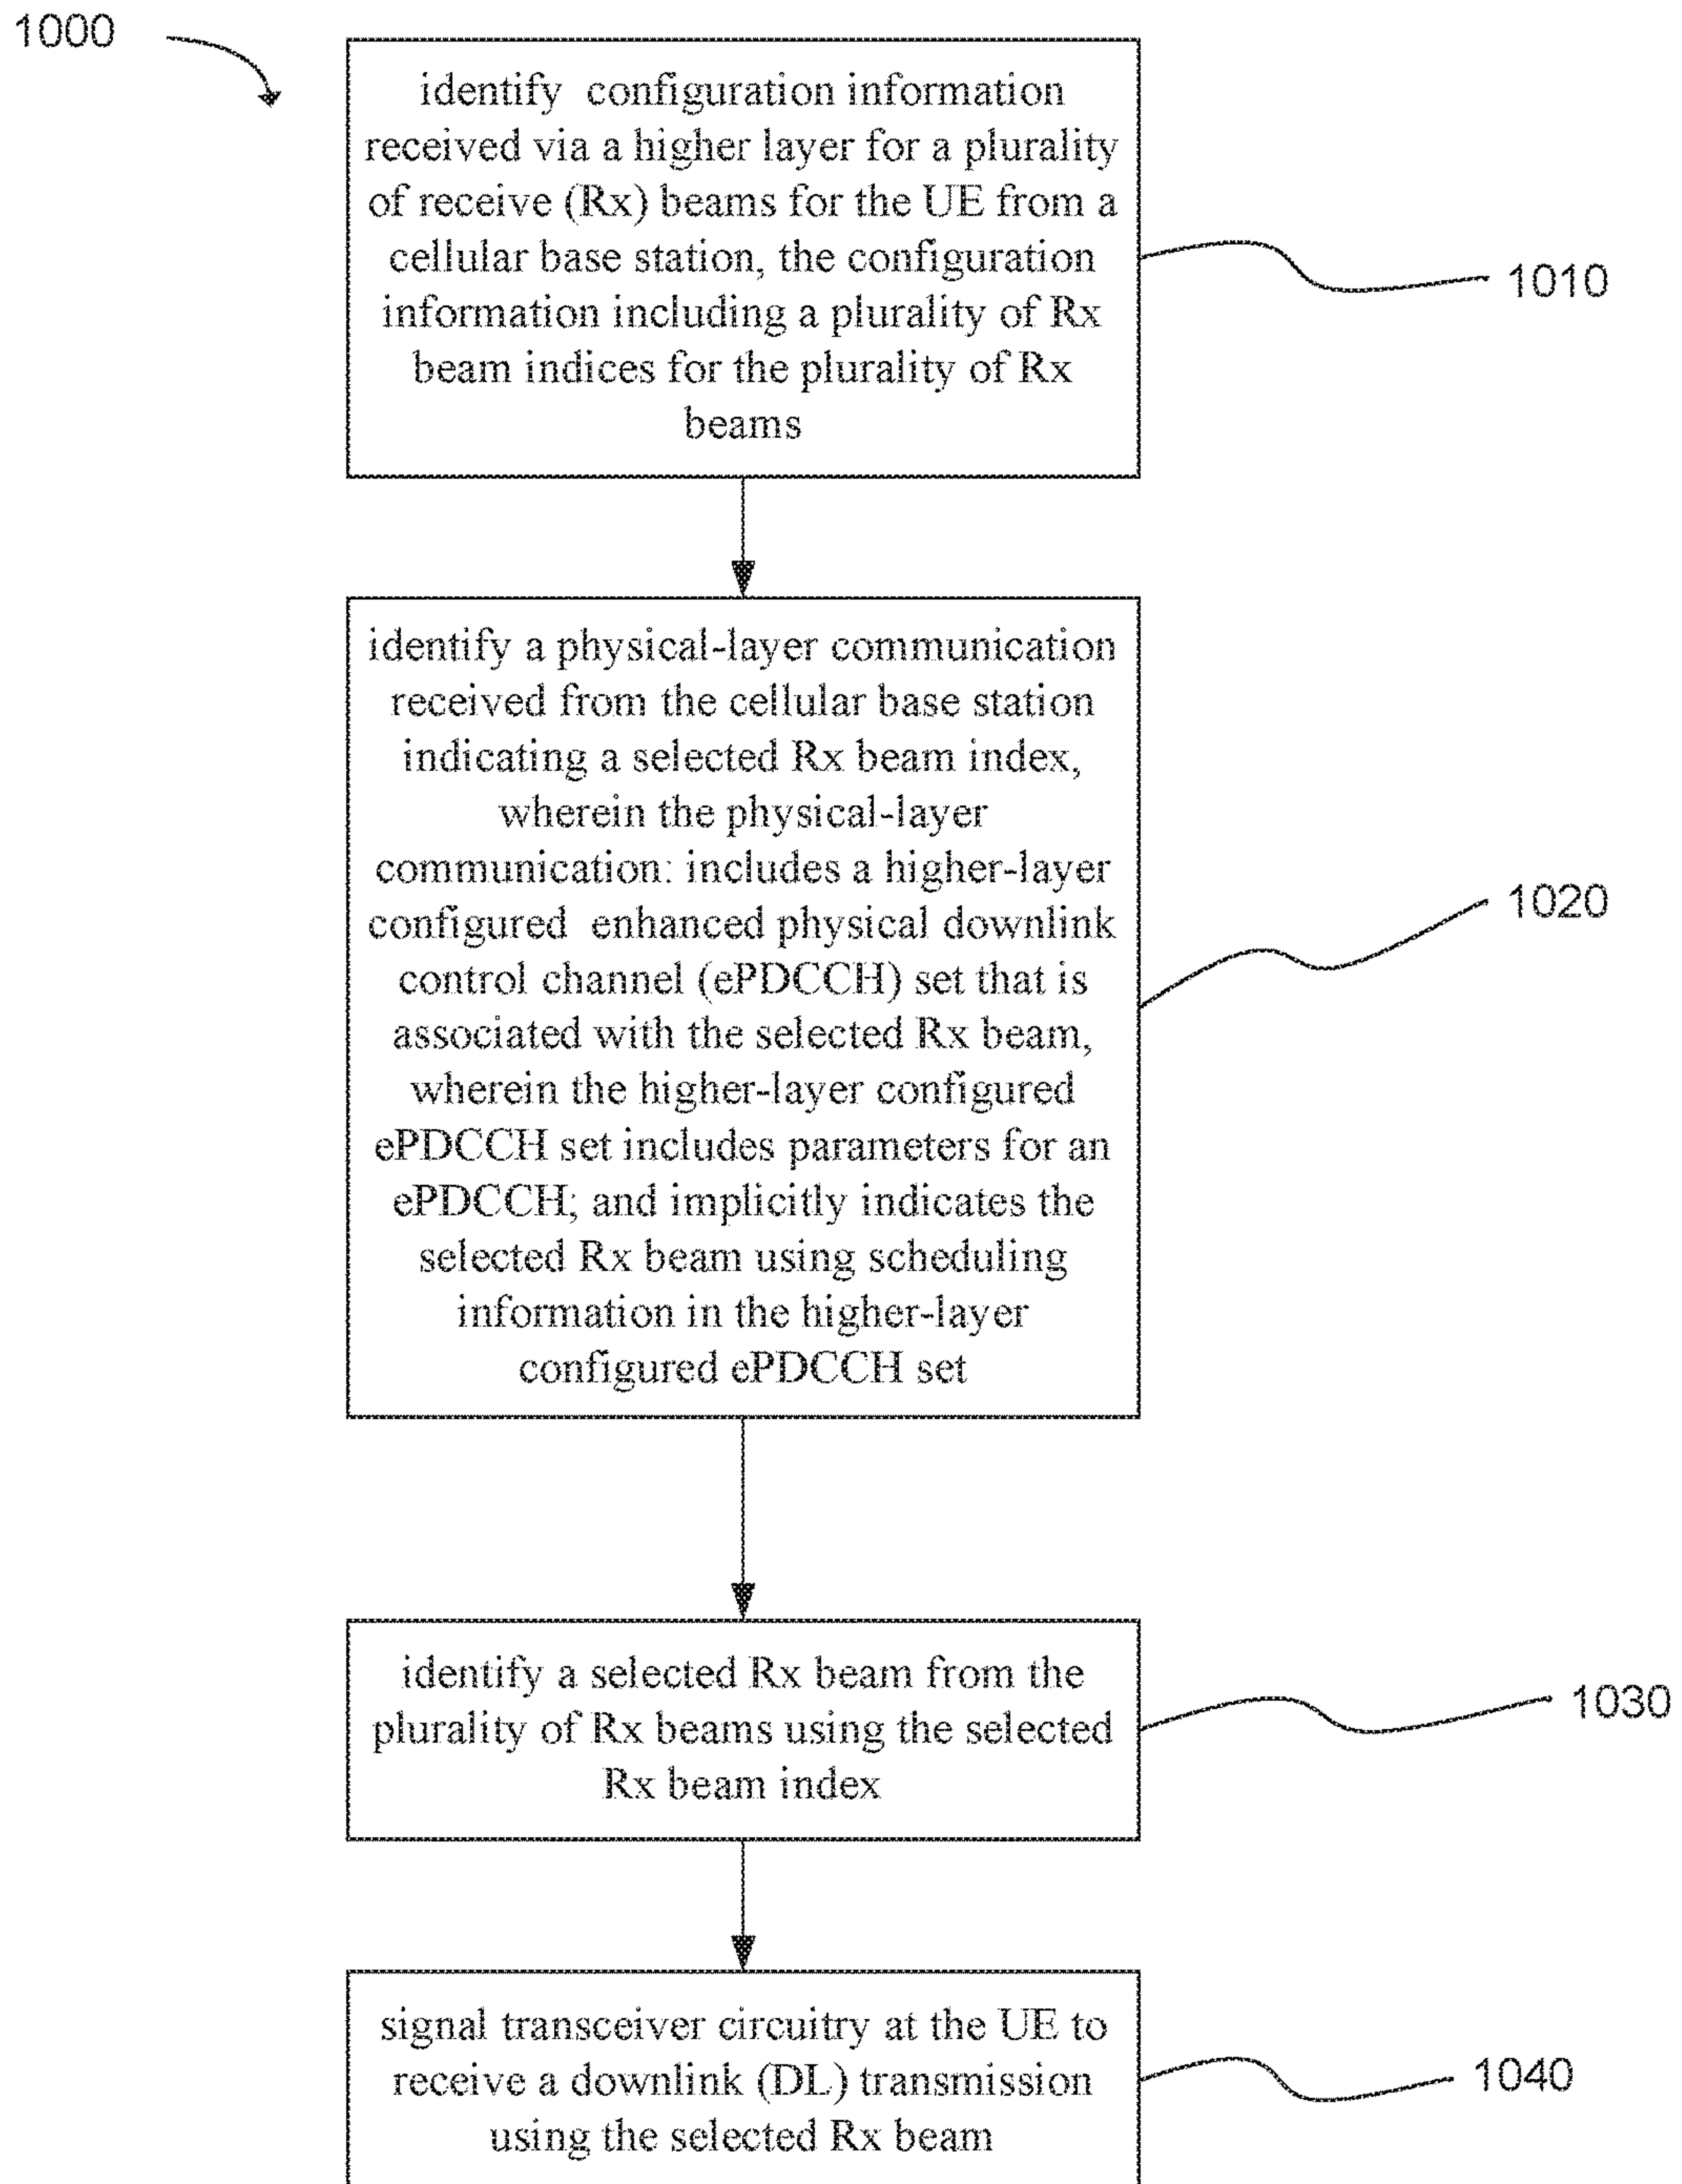 1000
identify configuration information
received via a higher layer for a plurality
of receive (Rx) beams for the UE from a
cellular base station, the configuration
information including a plurality of Rx
beam indices for the plurality of Rx
beams
1010
identify a physical-layer communication
received from the cellular base station
indicating a selected Rx beam index,
wherein the physical-layer
communication: includes a higher-layer
configured enhanced physical downlink
control channel (ePDCCH) set that is
associated with the selected Rx beam,
wherein the higher-layer configured
ePDCCH set includes parameters for an
ePDCCH; and implicitly indicates the
selected Rx beam using scheduling
information in the higher-layer
configured ePDCCH set
1020
identify a selected Rx beam from the
plurality of Rx beams using the selected
Rx beam index
1030
signal transceiver circuitry at the UE to
receive a downlink (DL) transmission
using the selected Rx beam
1040